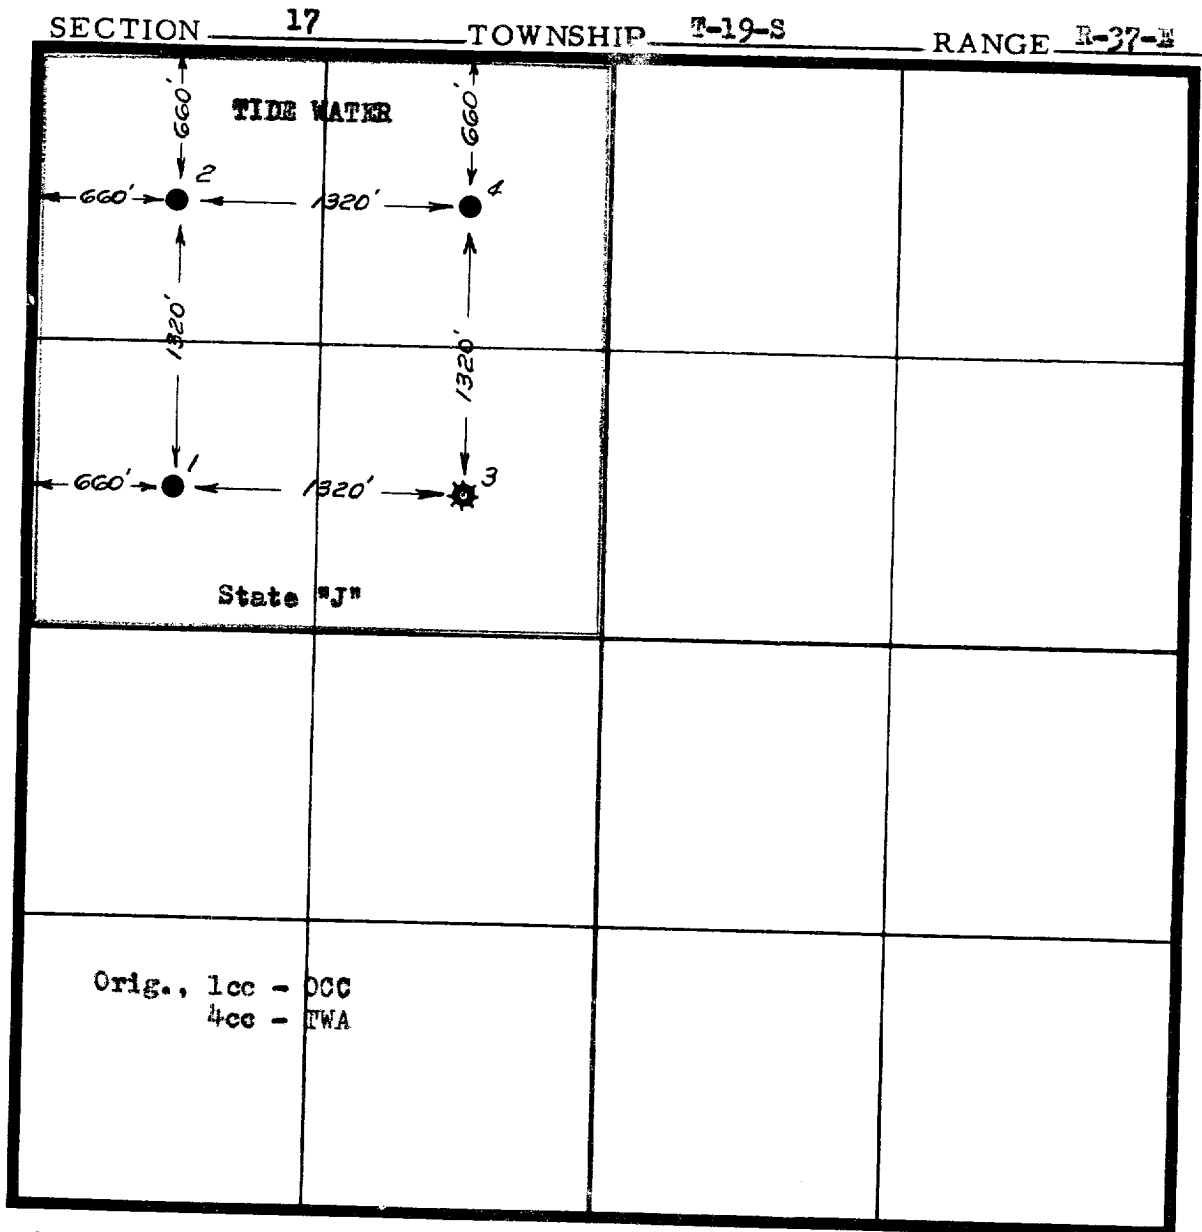 SECTION 17 TOWNSHIP T-19-S RANGE R-37-E
660' 660'
TIDE WATER
2 4
660' 1320'
1320' 1320'
1 3
660' 1320'
State "J"
Orig., 1cc - OCC
4cc - TWA